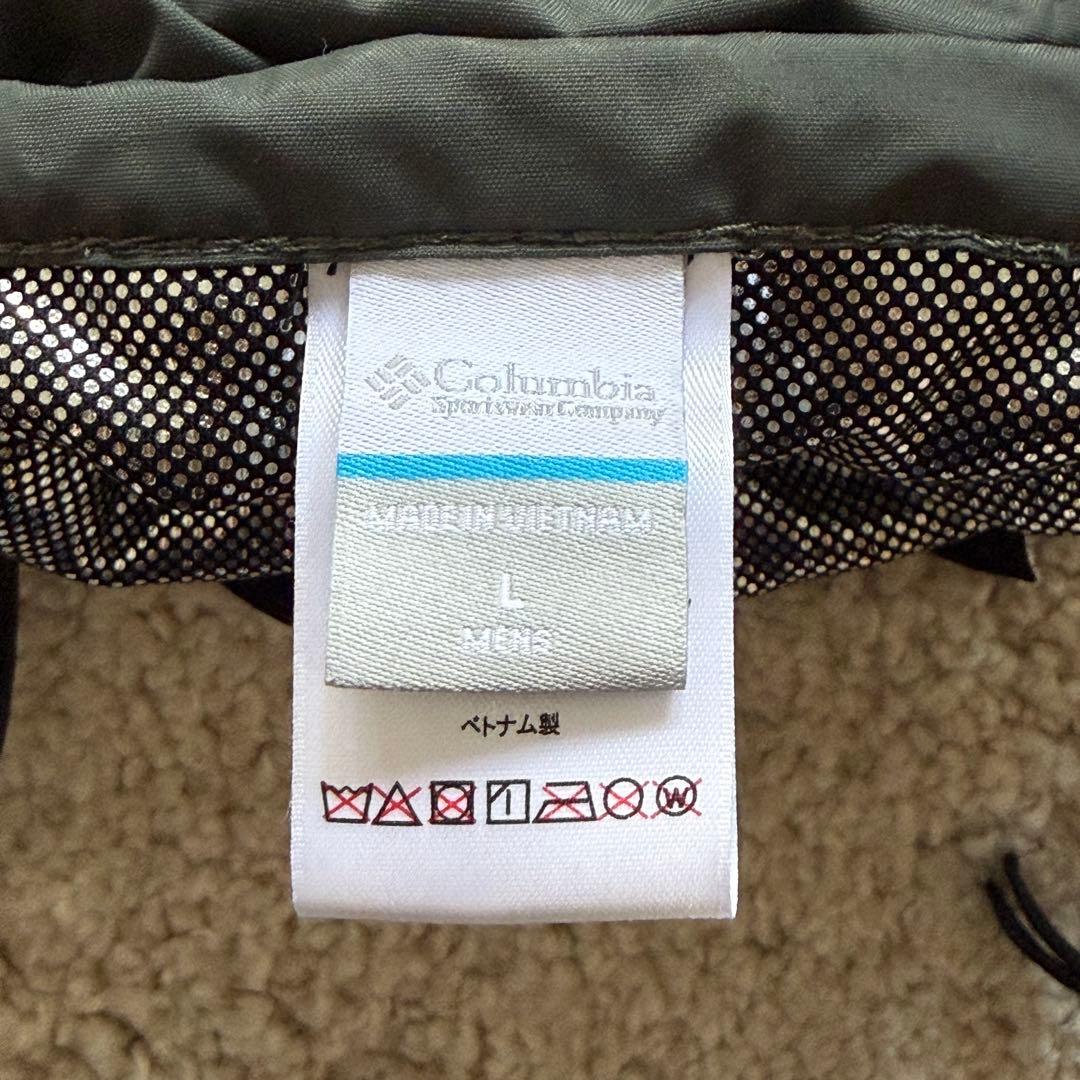 Columbia
Sportswear Company
MADE IN VIETNAM
L
MENS
ベトナム製
W